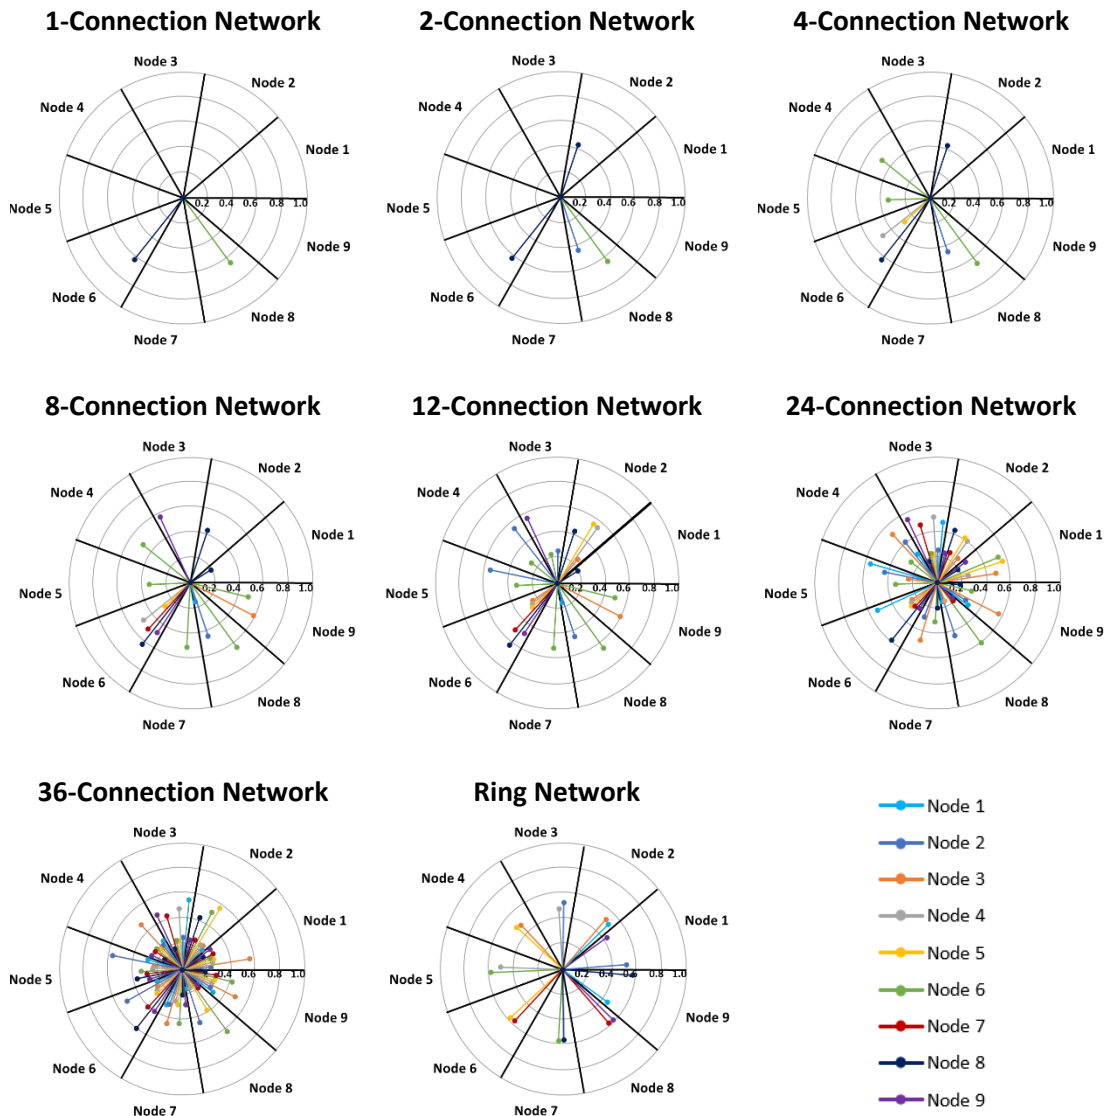 1-Connection Network 2-Connection Network 4-Connection Network
Node 3 Node 3 Node 3
Node 2 Node 2 Node 2
Node 4 Node 4 Node 4
Node 1 Node 1 Node 1
0.2 0.4 0.6 0.8 1.0 0.2 0.4 0.6 0.8 1.0 0.2 0.4 0.6 0.8 1.0
Node 5 Node 5 Node 5
Node 9 Node 9 Node 9
Node 6 Node 6 Node 6
Node 8 Node 8 Node 8
Node 7 Node 7 Node 7
8-Connection Network 12-Connection Network 24-Connection Network
Node 3 Node 3 Node 3
Node 2 Node 2 Node 2
Node 4 Node 4 Node 4
Node 1 Node 1 Node 1
0.2 0.4 0.6 0.8 1.0 0.2 0.4 0.6 0.8 1.0 0.4 0.6 0.8 1.0
Node 5 Node 5 Node 5
Node 9 Node 9 Node 9
Node 6 Node 6 Node 6
Node 8 Node 8 Node 8
Node 7 Node 7 Node 7
36-Connection Network Ring Network
Node 3 Node 3
Node 2 Node 2
Node 4 Node 4
Node 1 Node 1
0.4 0.6 0.8 1.0 0.2 0.4 0.6 0.8 1.0
Node 5 Node 5
Node 9 Node 9
Node 6 Node 6
Node 8 Node 8
Node 7 Node 7
Node 1
Node 2
Node 3
Node 4
Node 5
Node 6
Node 7
Node 8
Node 9